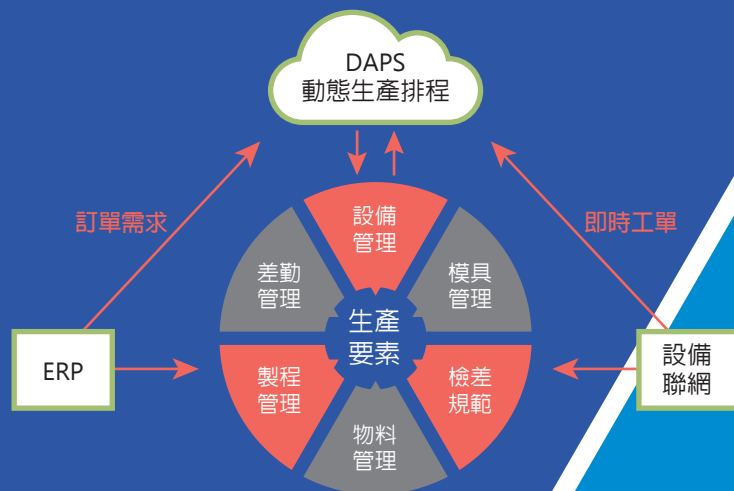 DAPS
動態生產排程
訂單需求
即時工單
設備
管理
差勤
管理
模具
管理
生產
要素
ERP
設備
聯網
製程
管理
檢差
規範
物料
管理